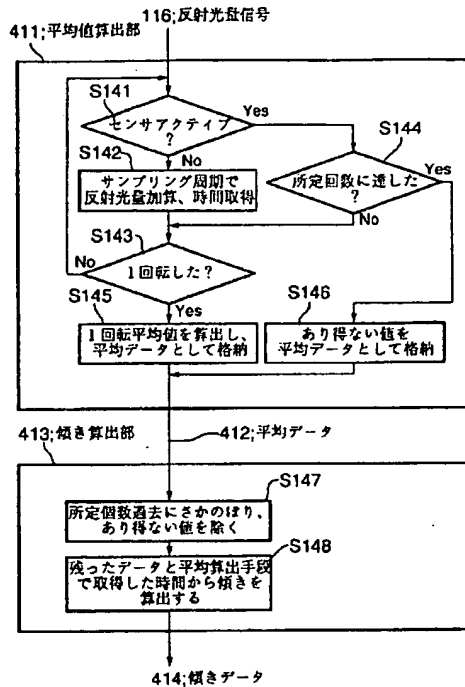 116;反射光量信号
411;平均値算出部
S141
センサアクティブ
?
Yes
S144
S142
No
サンプリング周期で
反射光量加算、時間取得
所定回数に達した
?
Yes
No
S143
No
1回転した?
S145
Yes
S146
1回転平均値を算出し、
平均データとして格納
あり得ない値を
平均データとして格納
413;傾き算出部
412;平均データ
S147
所定個数過去にさかのぼり、
あり得ない値を除く
S148
残ったデータと平均算出手段
で取得した時間から傾きを
算出する
414;傾きデータ